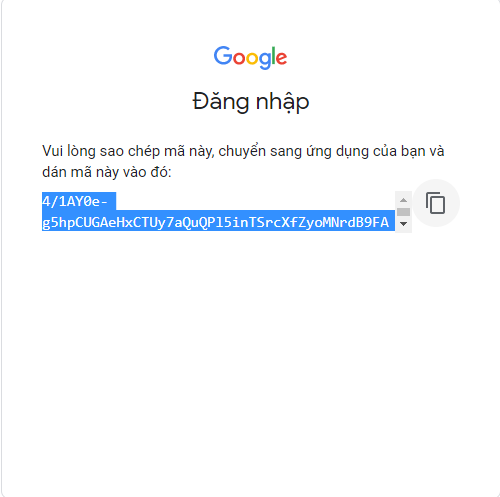 Google
Đăng nhập
Vui lòng sao chép mã này, chuyển sang ứng dụng của bạn và
dán mã này vào đó:
4/1AY0e-
g5hpCUGAeHxCTUy7aQuQPl5inTSrcXfZyoMNrdB9FA